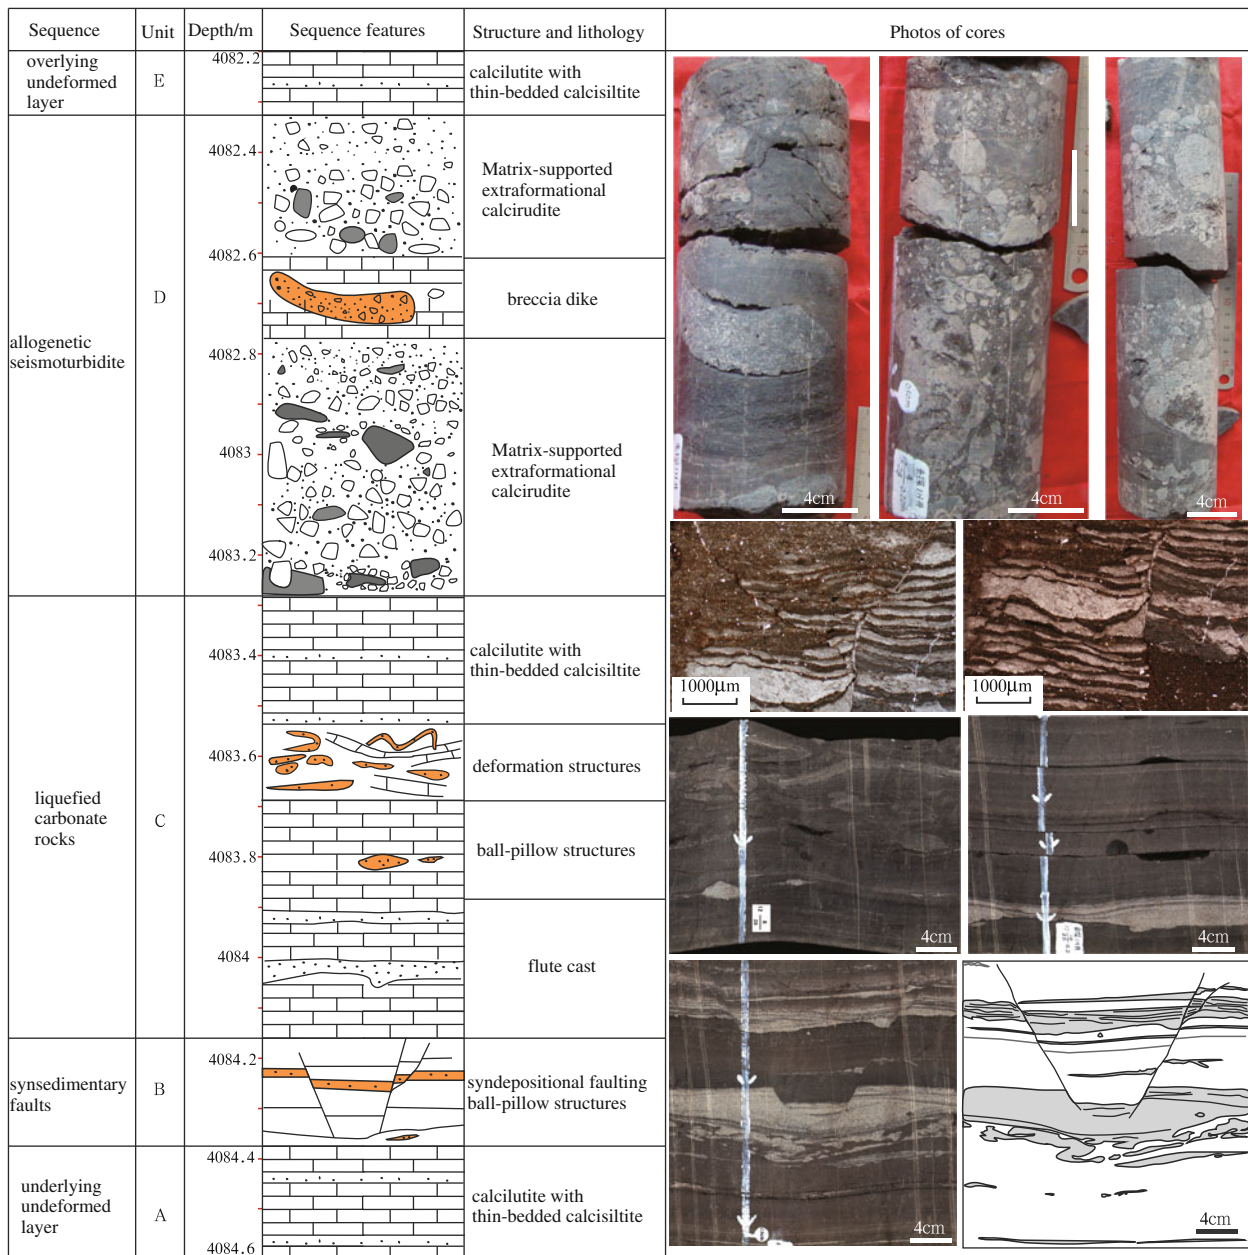 Sequence Unit Depth/m Sequence features Structure and lithology Photos of cores
overlying
undeformed
layer
E
4082.2
calcilutite with
thin-bedded calcisiltite
allogenetic
seismoturbidite
D
4082.4
Matrix-supported
extraformational
calcirudite
4082.6
breccia dike
4082.8
4083
Matrix-supported
extraformational
calcirudite
4083.2
4cm
4cm
4cm
liquefied
carbonate
rocks
C
4083.4
calcilutite with
thin-bedded calcisiltite
4083.6
deformation structures
4083.8
ball-pillow structures
4084
flute cast
1000μm
1000μm
4cm
4cm
synsedimentary
faults
B
4084.2
syndepositional faulting
ball-pillow structures
underlying
undeformed
layer
A
4084.4
calcilutite with
thin-bedded calcisiltite
4084.6
4cm
4cm